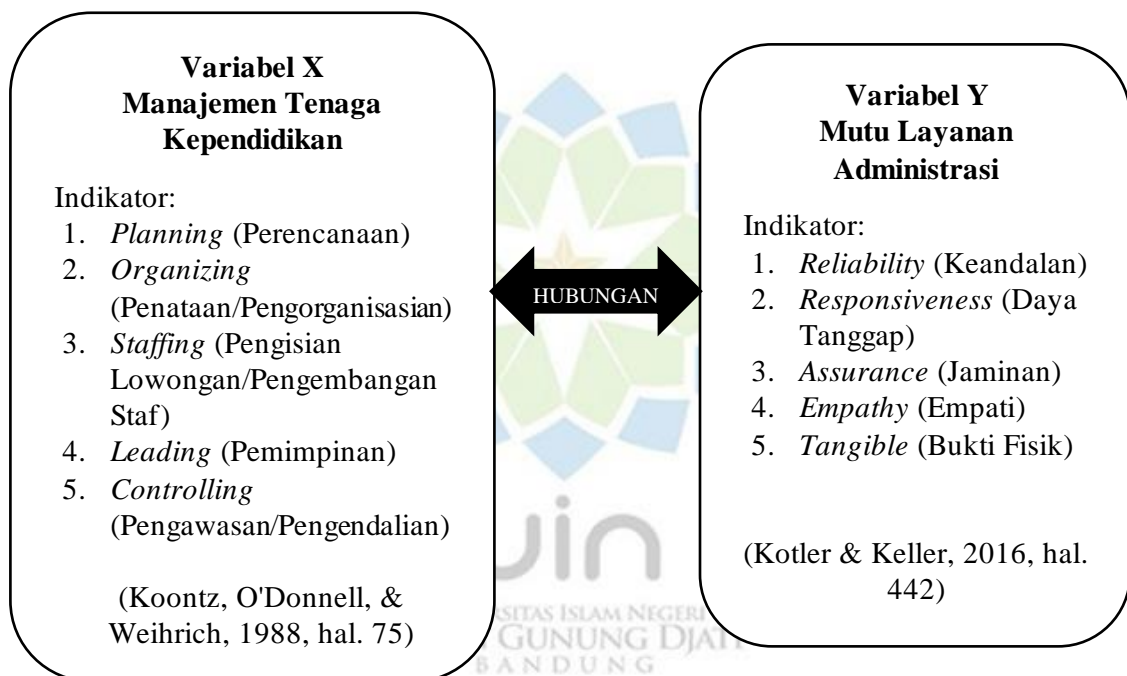 Variabel X
Manajemen Tenaga
Kependidikan
Indikator:
1. Planning (Perencanaan)
2. Organizing
(Penataan/Pengorganisasian)
3. Staffing (Pengisian
Lowongan/Pengembangan
Staf)
4. Leading (Pemimpinan)
5. Controlling
(Pengawasan/Pengendalian)
(Koontz, O'Donnell, &
Weihrich, 1988, hal. 75)
HUBUNGAN
Variabel Y
Mutu Layanan
Administrasi
Indikator:
1. Reliability (Keandalan)
2. Responsiveness (Daya
Tanggap)
3. Assurance (Jaminan)
4. Empathy (Empati)
5. Tangible (Bukti Fisik)
(Kotler & Keller, 2016, hal.
442)
uin
ISLAM NEGERI
GUNUNG DJATI
BANDUNG